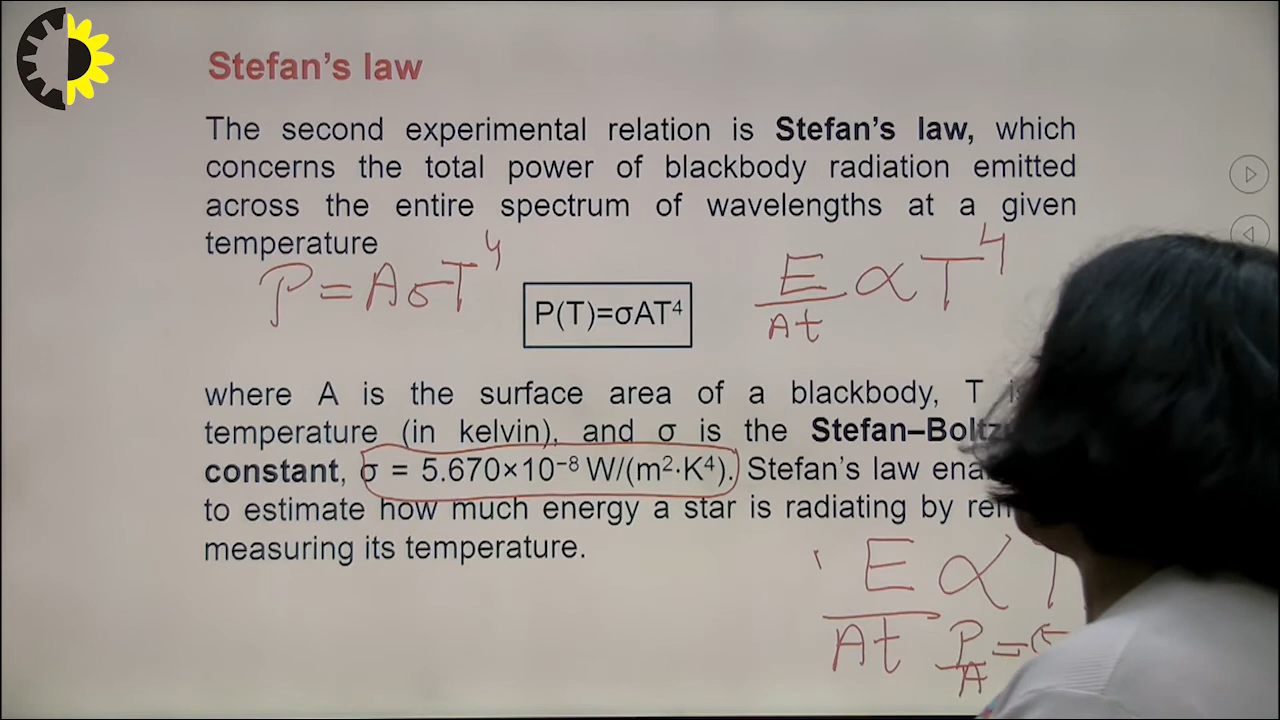 Stefan's law
The second experimental relation is Stefan's law, which
concerns the total power of blackbody radiation emitted
across the entire spectrum of wavelengths at a given
temperature
P = AσT⁴
P(T)=σAT⁴
E/At ∝ T⁴
where A is the surface area of a blackbody, T
temperature (in kelvin), and σ is the Stefan–
constant, σ = 5.670×10⁻⁸ W/(m²·K⁴). Stefan's law
to estimate how much energy a star is radiating by
measuring its temperature.
E/At ∝ T
P/A = σ